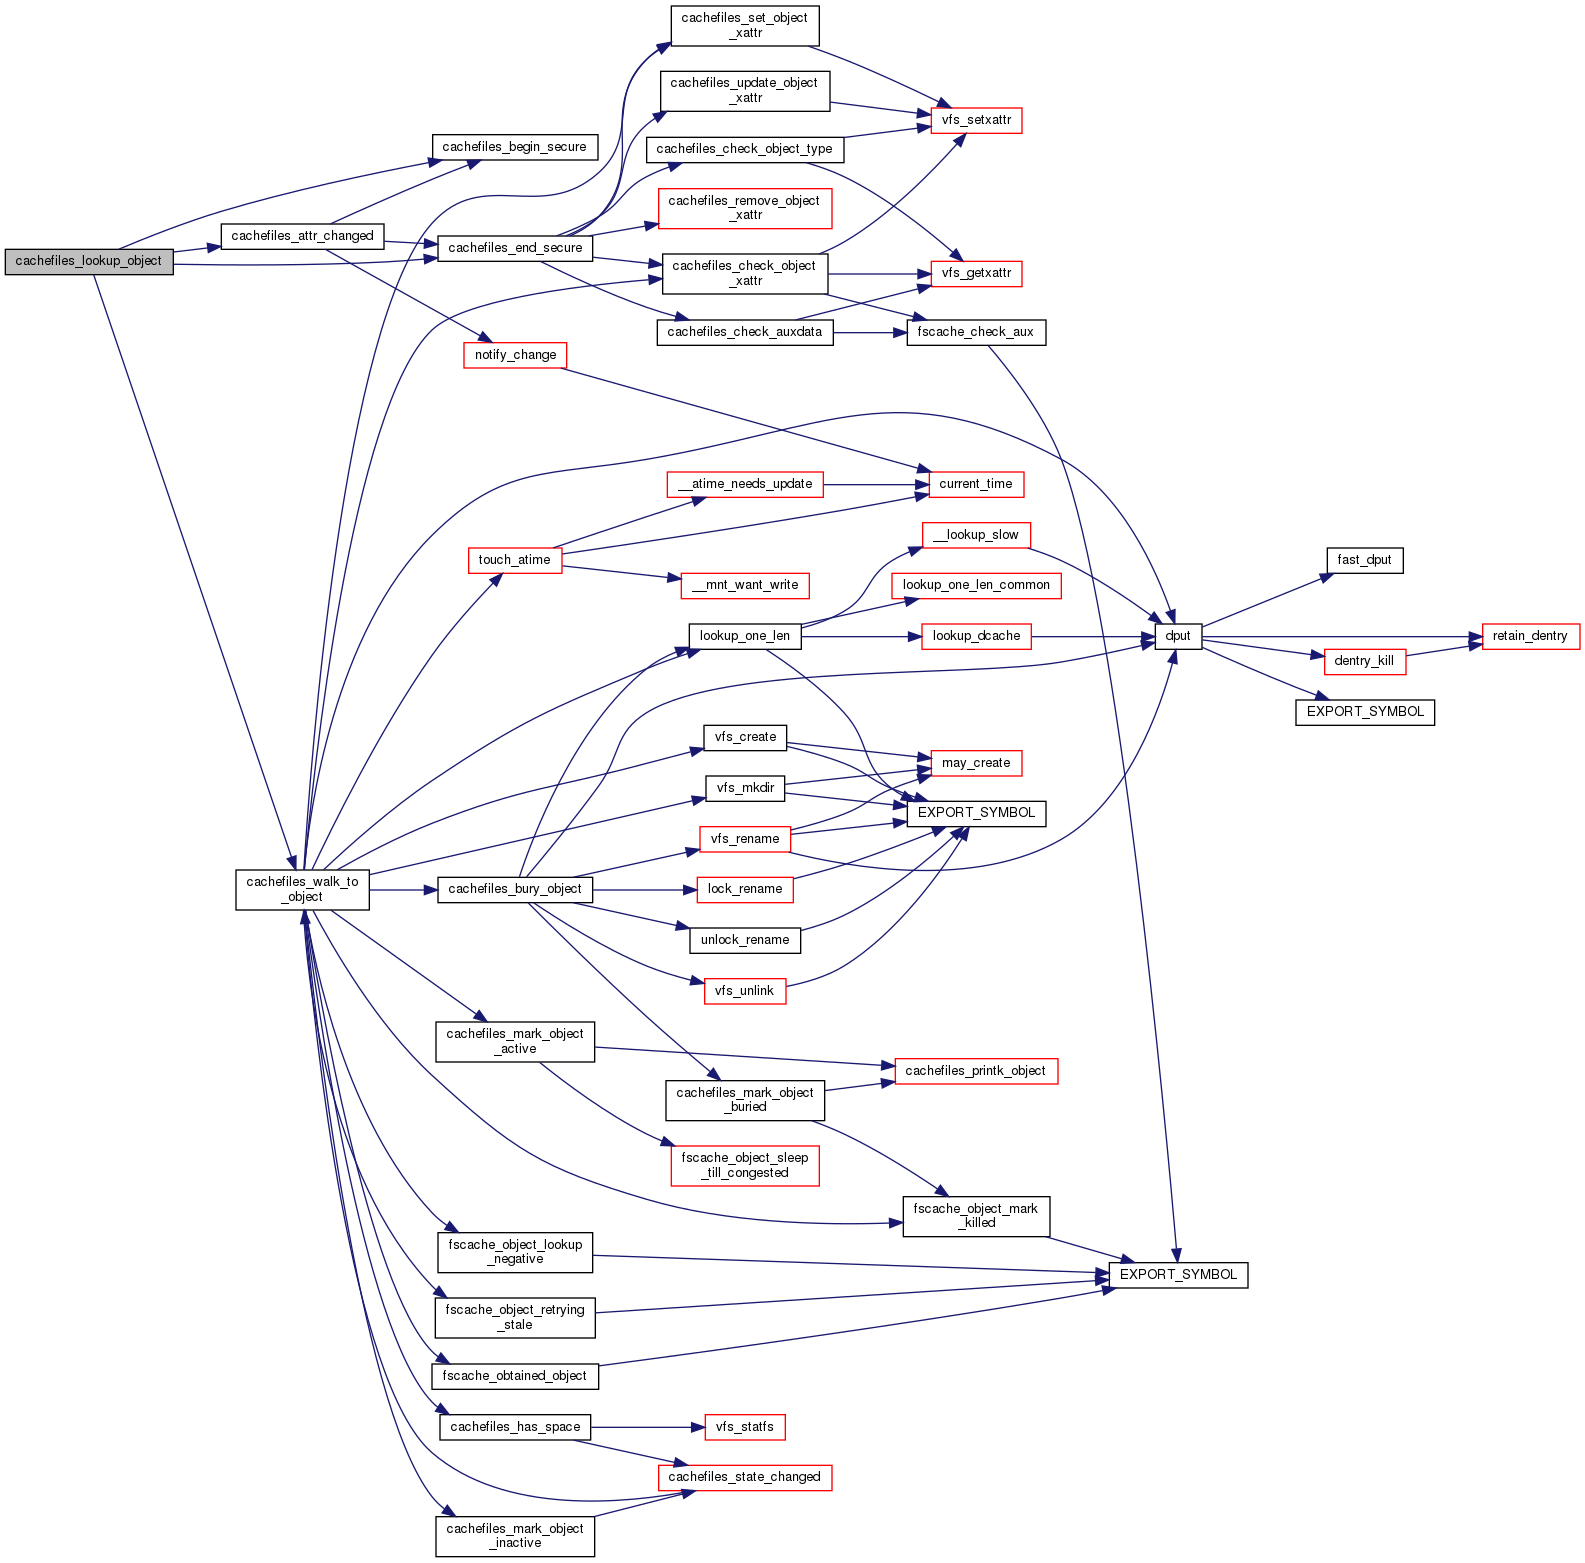 cachefiles_set_object
_xattr
cachefiles_update_object
_xattr
vfs_setxattr
cachefiles_begin_secure
cachefiles_check_object_type
cachefiles_remove_object
_xattr
cachefiles_attr_changed
cachefiles_end_secure
cachefiles_lookup_object
cachefiles_check_object
_xattr
vfs_getxattr
cachefiles_check_auxdata
fscache_check_aux
notify_change
__atime_needs_update
current_time
__lookup_slow
touch_atime
fast_dput
__mnt_want_write
lookup_one_len_common
lookup_one_len
lookup_dcache
dput
retain_dentry
dentry_kill
EXPORT_SYMBOL
vfs_create
may_create
vfs_mkdir
EXPORT_SYMBOL
vfs_rename
cachefiles_walk_to
_object
cachefiles_bury_object
lock_rename
unlock_rename
vfs_unlink
cachefiles_mark_object
_active
cachefiles_printk_object
cachefiles_mark_object
_buried
fscache_object_sleep
_till_congested
fscache_object_mark
_killed
fscache_object_lookup
_negative
EXPORT_SYMBOL
fscache_object_retrying
_stale
fscache_obtained_object
cachefiles_has_space
vfs_statfs
cachefiles_state_changed
cachefiles_mark_object
_inactive